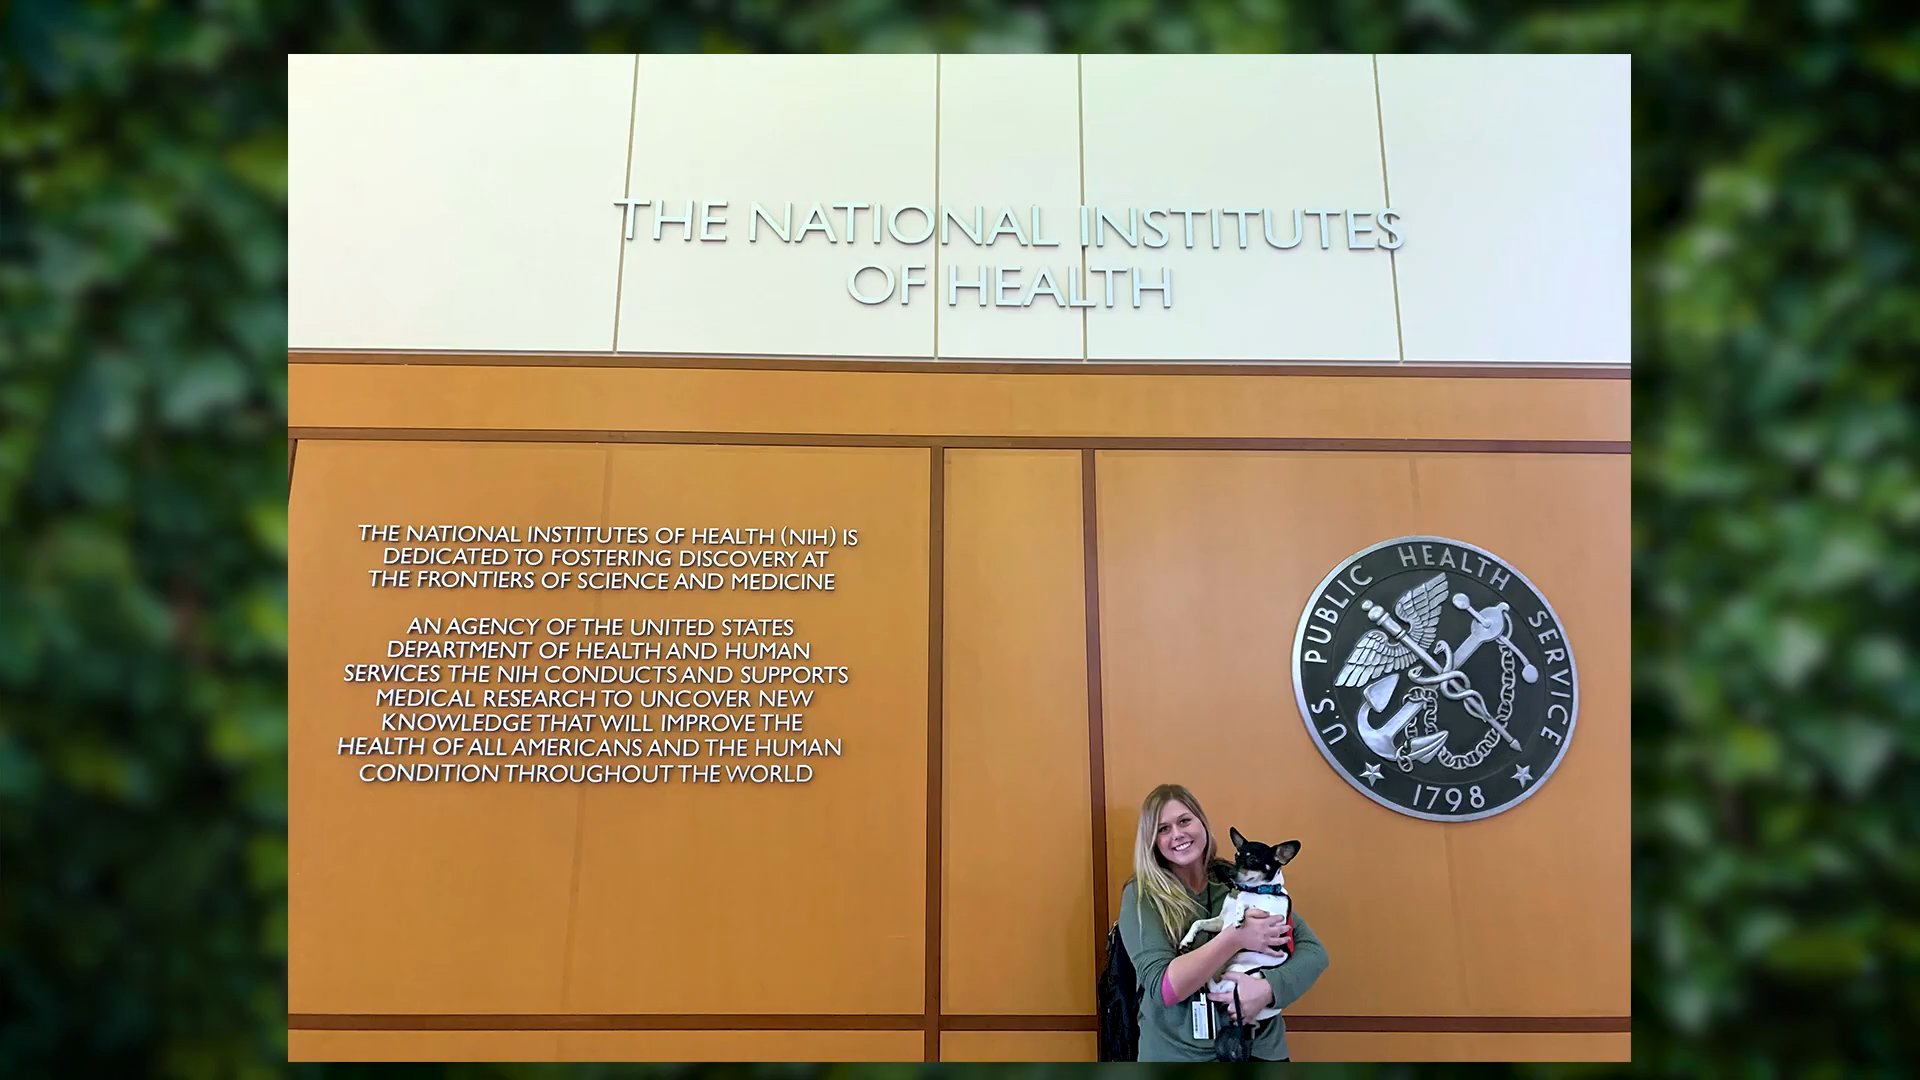 THE NATIONAL INSTITUTES
OF HEALTH
THE NATIONAL INSTITUTES OF HEALTH (NIH) IS
DEDICATED TO FOSTERING DISCOVERY AT
THE FRONTIERS OF SCIENCE AND MEDICINE
AN AGENCY OF THE UNITED STATES
DEPARTMENT OF HEALTH AND HUMAN
SERVICES THE NIH CONDUCTS AND SUPPORTS
MEDICAL RESEARCH TO UNCOVER NEW
KNOWLEDGE THAT WILL IMPROVE THE
HEALTH OF ALL AMERICANS AND THE HUMAN
CONDITION THROUGHOUT THE WORLD
U.S. PUBLIC HEALTH SERVICE
1798